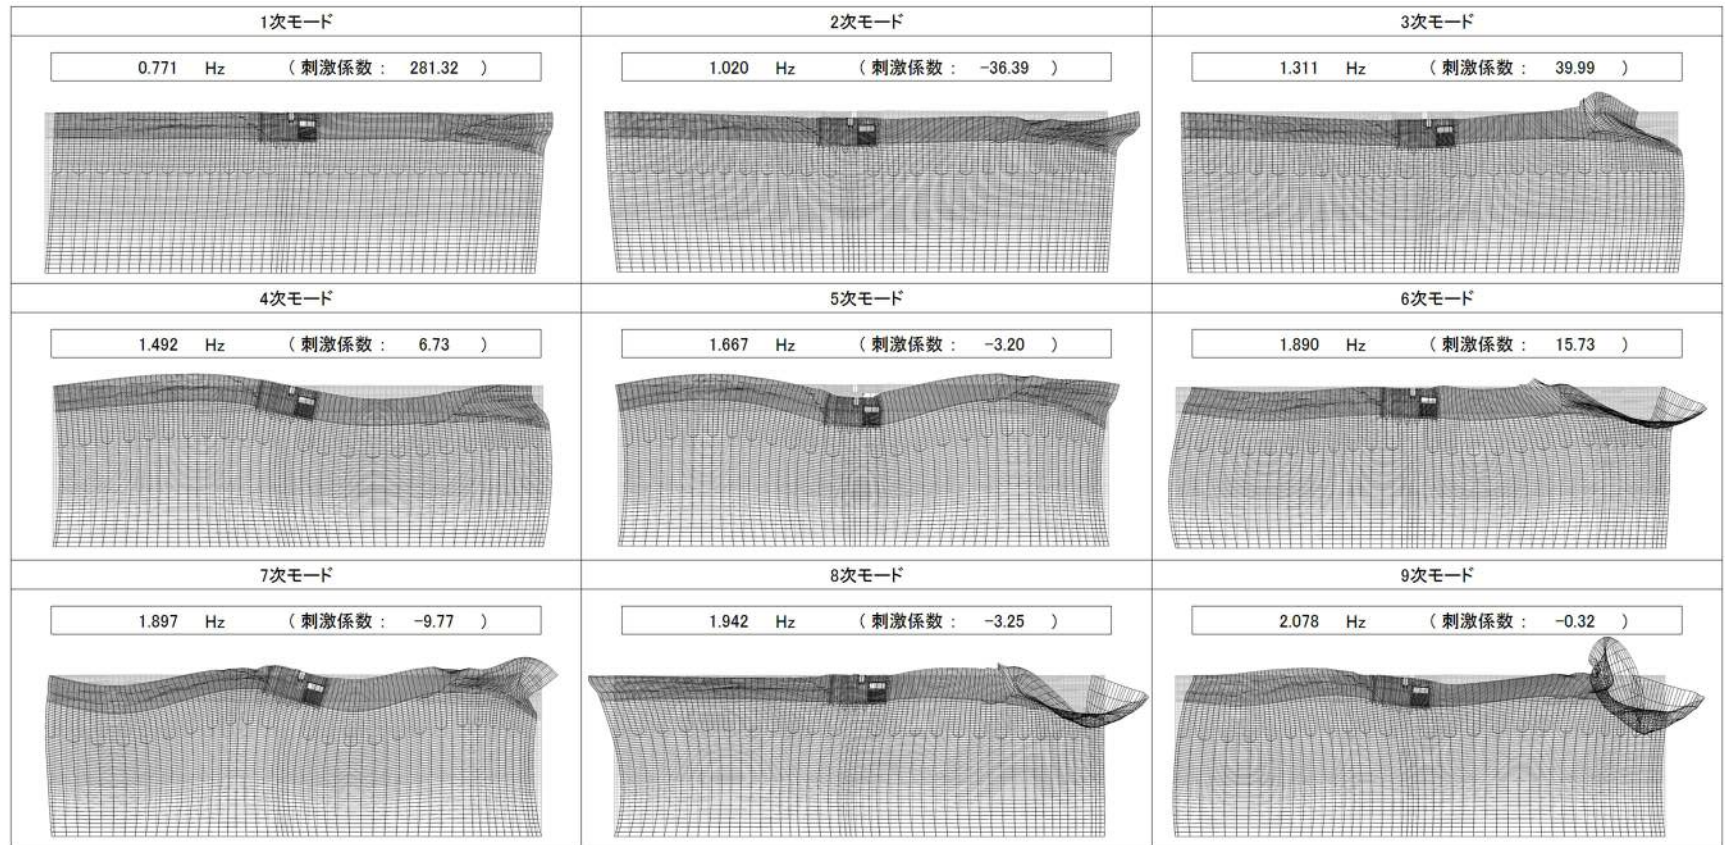 1次モード
2次モード
3次モード
0.771 Hz ( 刺激係数 : 281.32 )
1.020 Hz ( 刺激係数 : -36.39 )
1.311 Hz ( 刺激係数 : 39.99 )
4次モード
5次モード
6次モード
1.492 Hz ( 刺激係数 : 6.73 )
1.667 Hz ( 刺激係数 : -3.20 )
1.890 Hz ( 刺激係数 : 15.73 )
7次モード
8次モード
9次モード
1.897 Hz ( 刺激係数 : -9.77 )
1.942 Hz ( 刺激係数 : -3.25 )
2.078 Hz ( 刺激係数 : -0.32 )